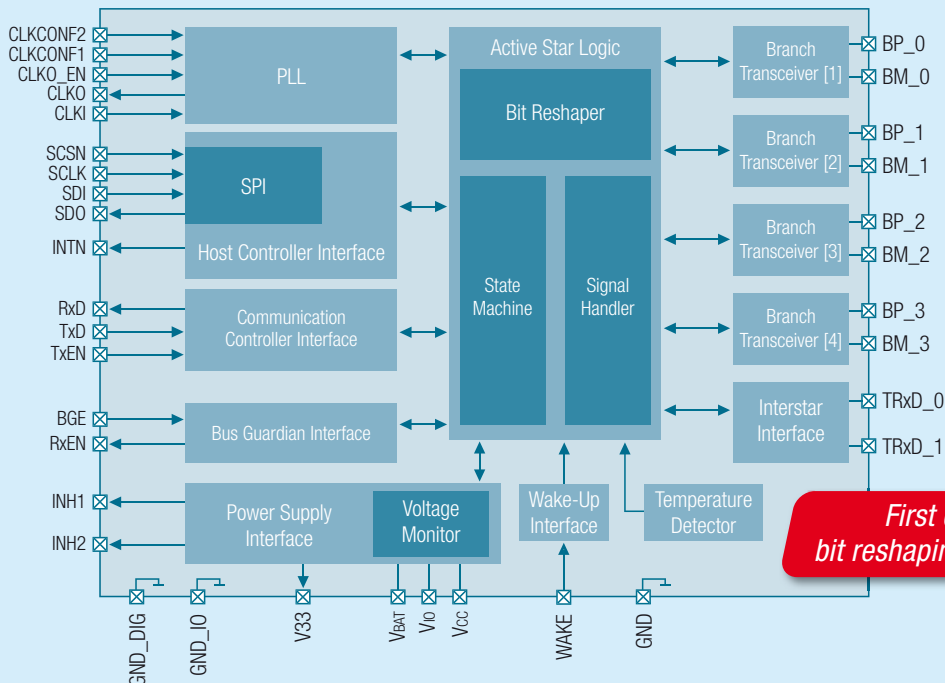 CLKCONF2
CLKCONF1
CLKO_EN
CLKO
CLKI
PLL
SCSN
SCLK
SDI
SDO
INTN
SPI
Host Controller Interface
RxD
TxD
TxEN
Communication
Controller Interface
BGE
RxEN
Bus Guardian Interface
INH1
INH2
Power Supply
Interface
Voltage
Monitor
Active Star Logic
Bit Reshaper
State
Machine
Signal
Handler
Branch
Transceiver [1]
BP_0
BM_0
Branch
Transceiver [2]
BP_1
BM_1
Branch
Transceiver [3]
BP_2
BM_2
Branch
Transceiver [4]
BP_3
BM_3
Interstar
Interface
TRxD_0
TRxD_1
Wake-Up
Interface
Temperature
Detector
First
bit reshapin
GND_DIG
GND_IO
V33
VBAT
VIO
VCC
WAKE
GND